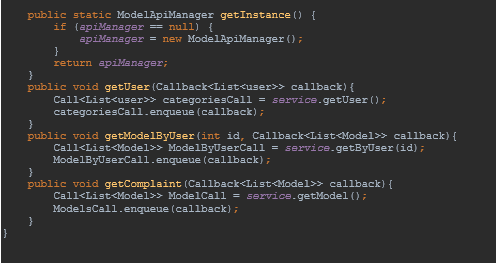 public static ModelApiManager getInstance() {
if (apiManager == null) {
apiManager = new ModelApiManager();
}
return apiManager;
}
public void getUser(Callback<List<user>> callback){
Call<List<user>> categoriesCall = service.getUser();
categoriesCall.enqueue(callback);
}
public void getModelByUser(int id, Callback<List<Model>> callback){
Call<List<Model>> ModelByUserCall = service.getByUser(id);
ModelByUserCall.enqueue(callback);
}
public void getComplaint(Callback<List<Model>> callback){
Call<List<Model>> ModelCall = service.getModel();
ModelsCall.enqueue(callback);
}
}